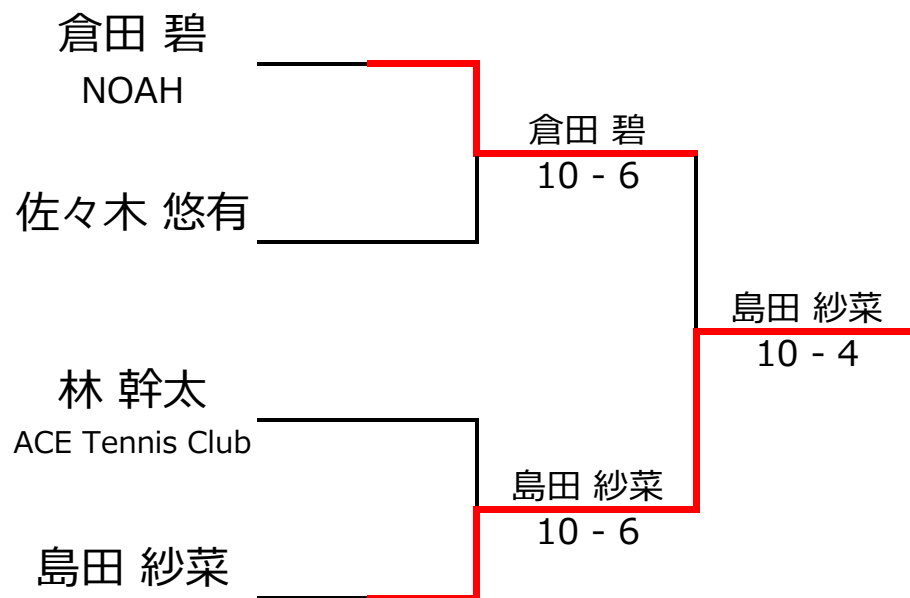 倉田 碧
NOAH
佐々木 悠有
林 幹太
ACE Tennis Club
島田 紗菜
倉田 碧
10 - 6
島田 紗菜
10 - 6
島田 紗菜
10 - 4